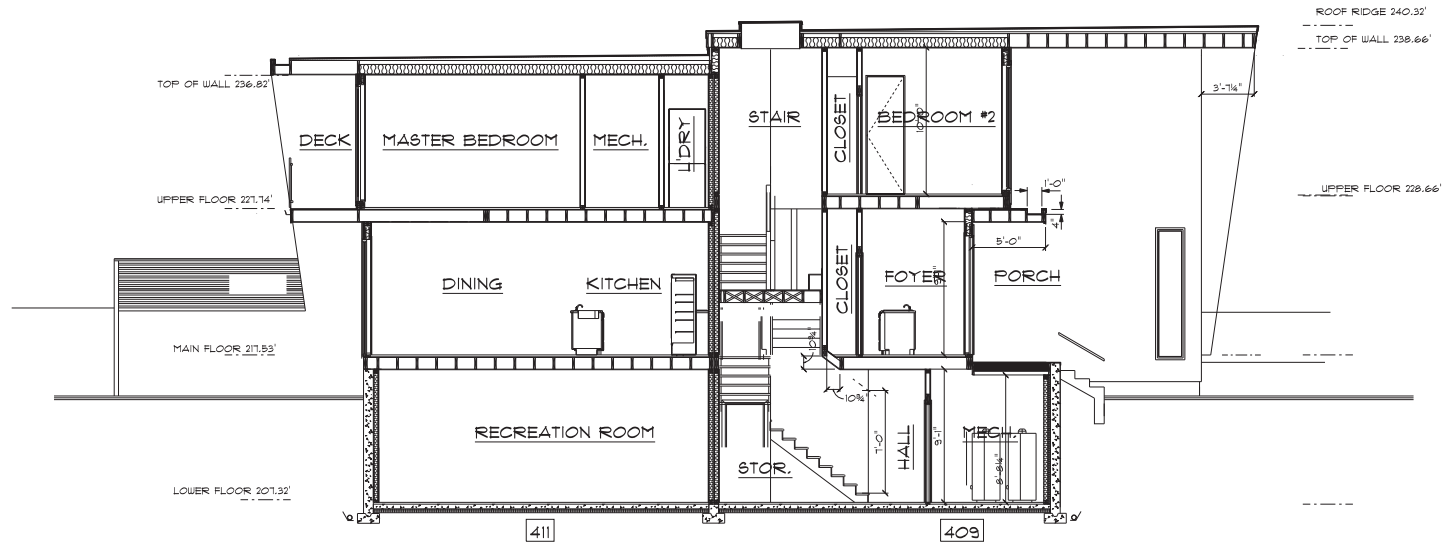 ROOF RIDGE 240.32'
TOP OF WALL 238.66'
TOP OF WALL 236.82'
3'-7¼"
DECK
MASTER BEDROOM
MECH.
L'DRY
STAIR
CLOSET
BEDROOM #2
UPPER FLOOR 227.74'
1'-0"
UPPER FLOOR 228.66'
4"
5'-0"
DINING
KITCHEN
CLOSET
FOYER
PORCH
MAIN FLOOR 217.53'
10¾"
10¾"
RECREATION ROOM
STOR.
7'-0"
HALL
9'-1"
MECH.
8'-8¼"
LOWER FLOOR 207.32'
411
409